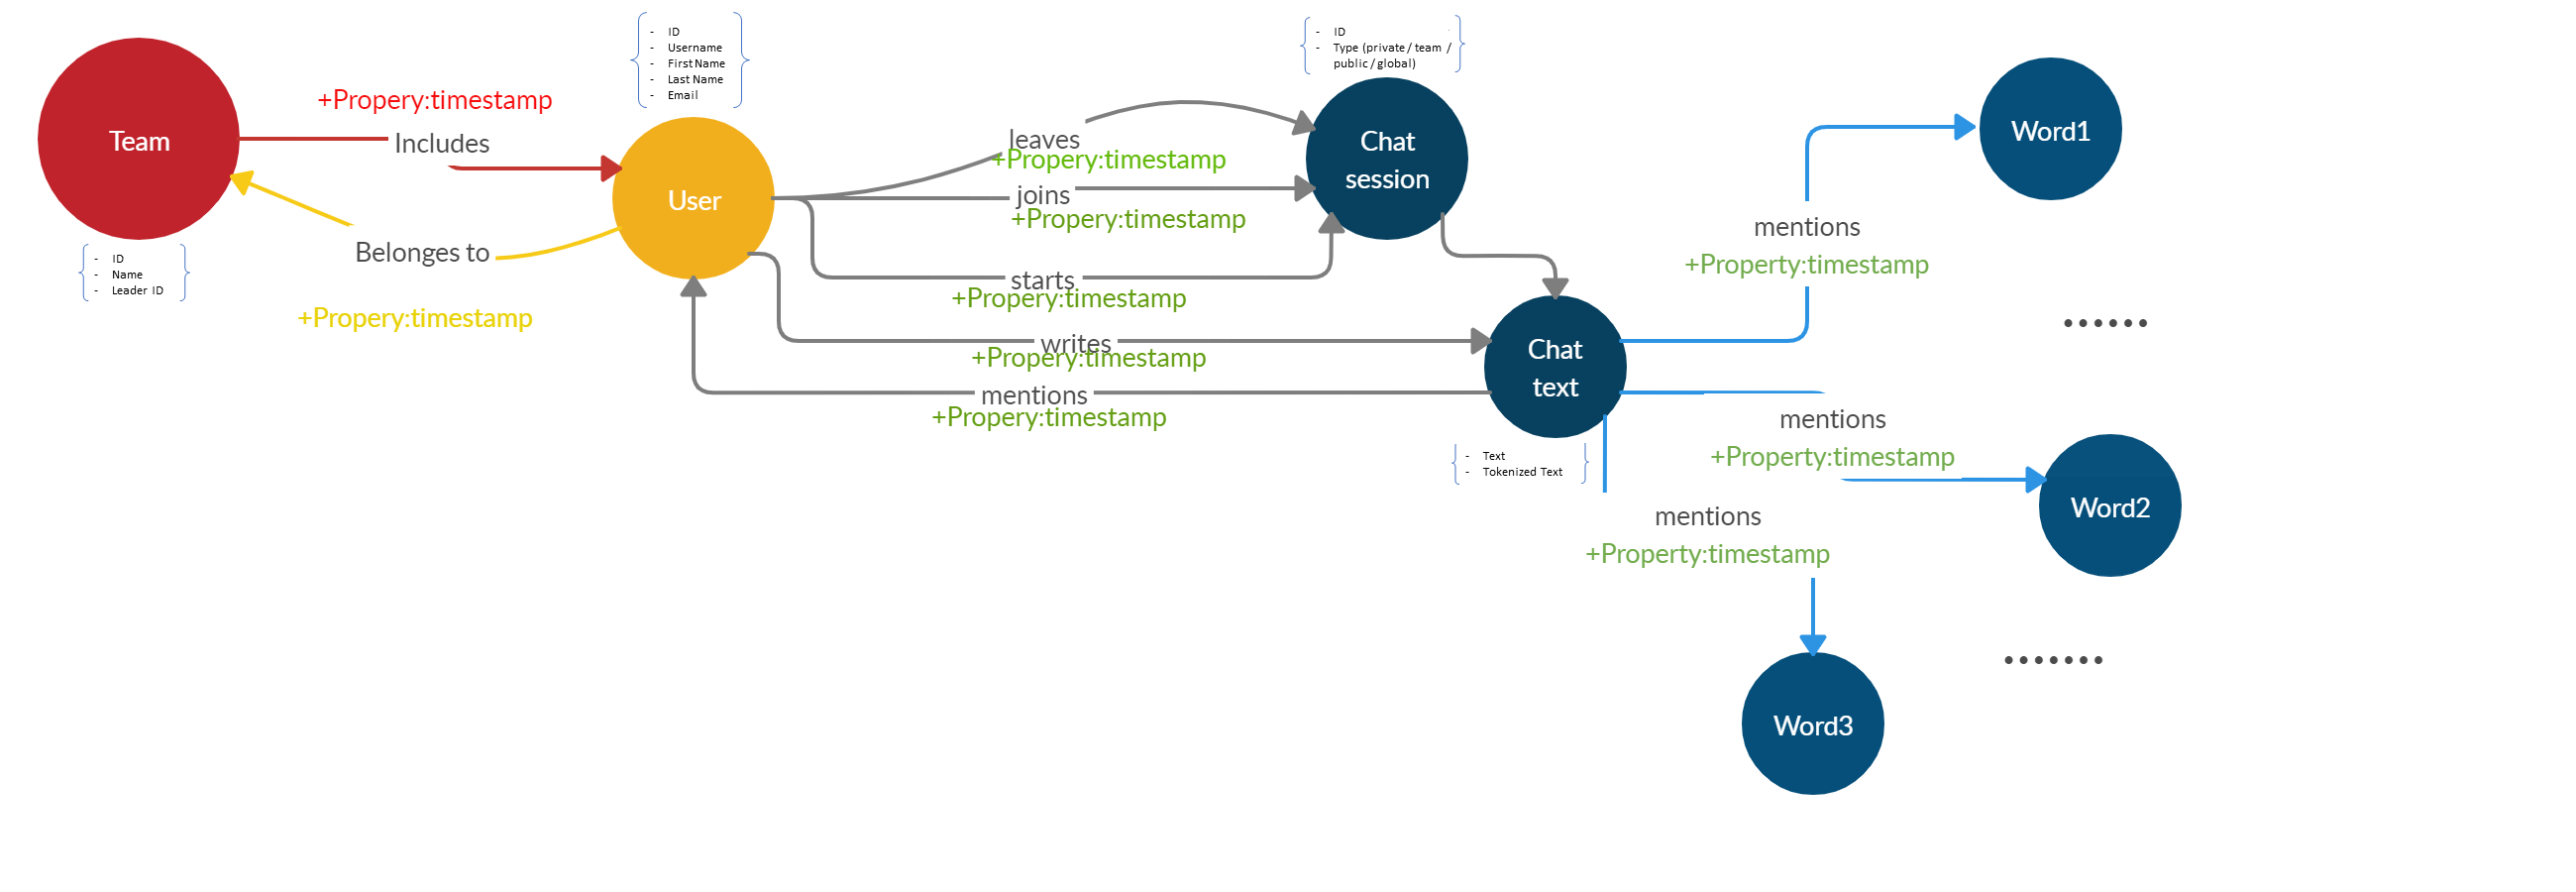 Team
- ID
- Name
- Leader ID
+Propery:timestamp
Includes
Belonges to
+Propery:timestamp
- ID
- Username
- First Name
- Last Name
- Email
User
leaves
+Propery:timestamp
joins
+Propery:timestamp
starts
+Propery:timestamp
writes
+Propery:timestamp
mentions
+Propery:timestamp
- ID
- Type (private / team /
public / global)
Chat
session
Chat
text
- Text
- Tokenized Text
mentions
+Property:timestamp
Word1
......
mentions
+Property:timestamp
Word2
mentions
+Property:timestamp
.......
Word3